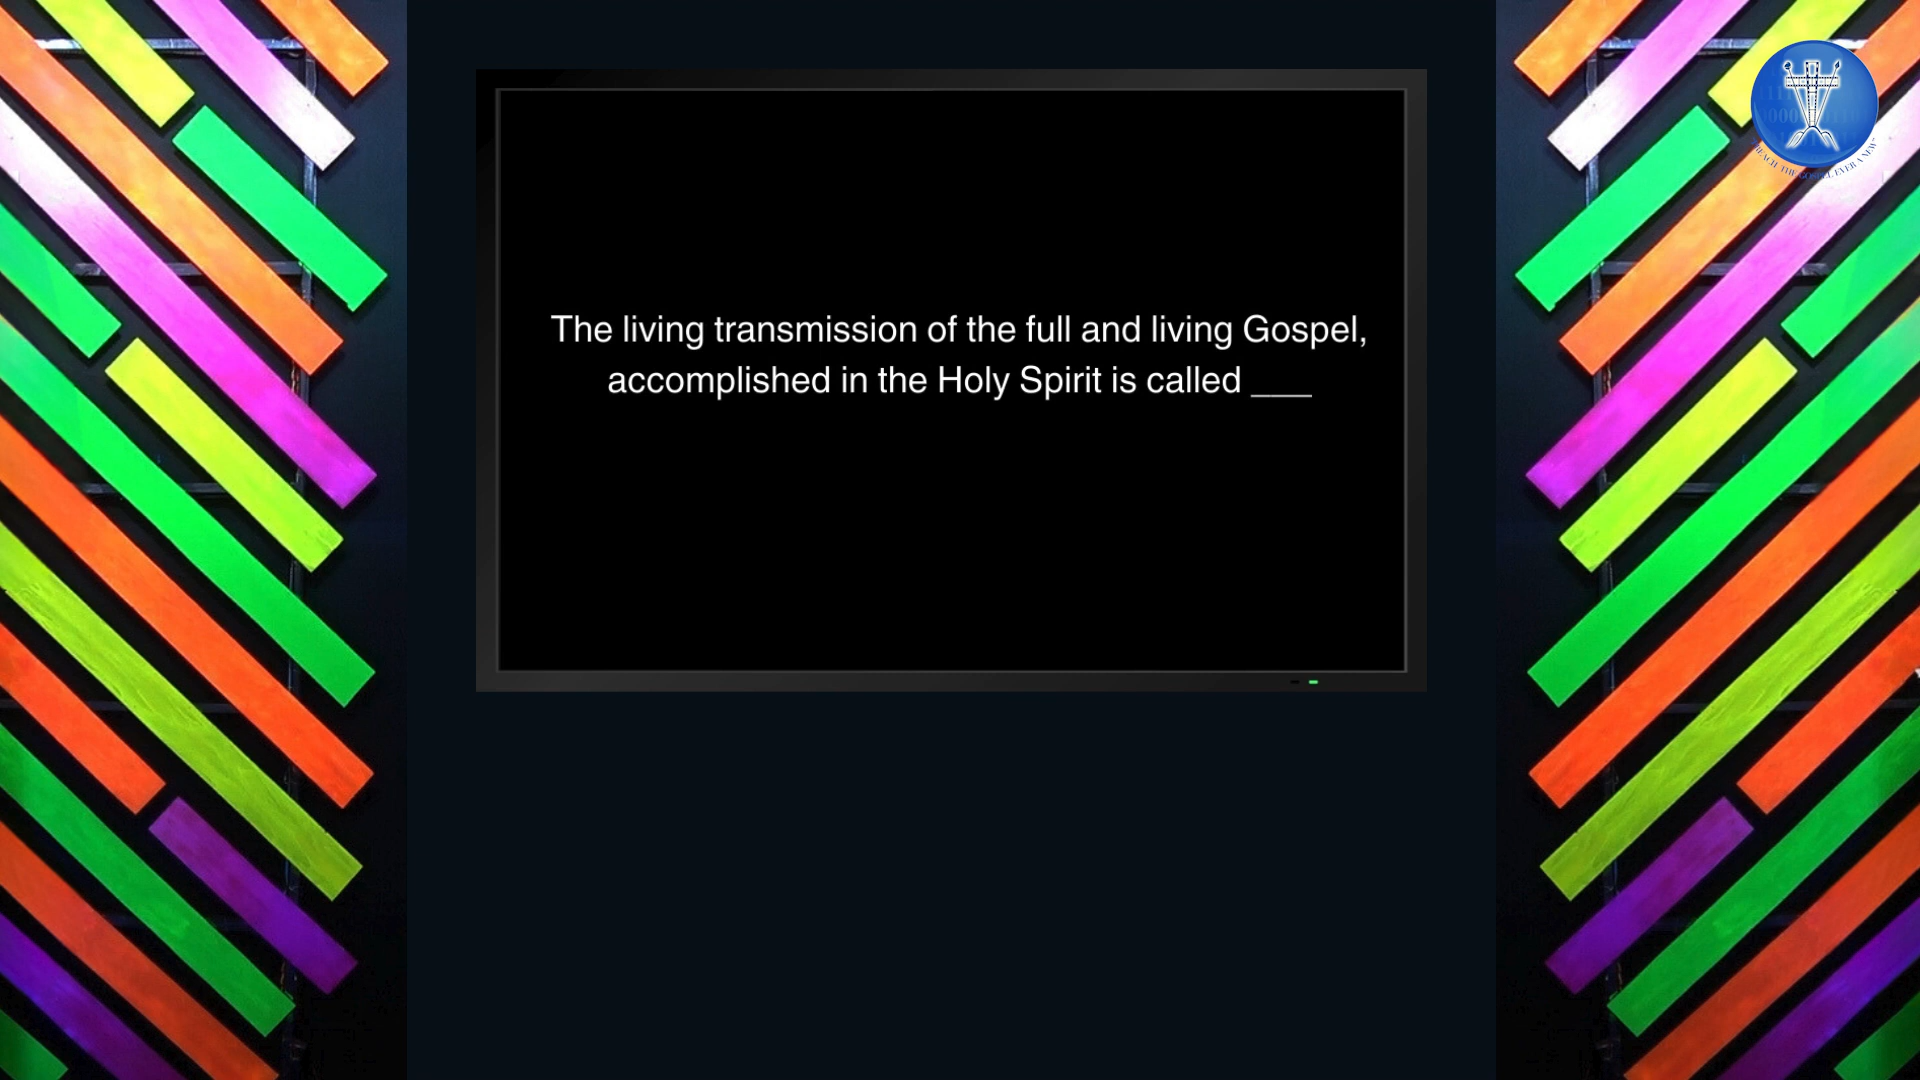 The living transmission of the full and living Gospel,
accomplished in the Holy Spirit is called ___